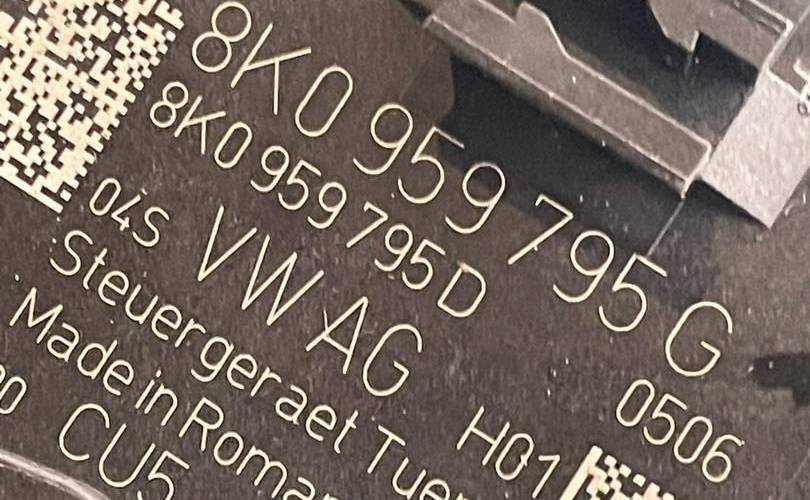 8K0 959 795 G
8K0 959 795 D
04S VW AG 0506
Steuergeraet Tuer H01
Made in Roman
CU5